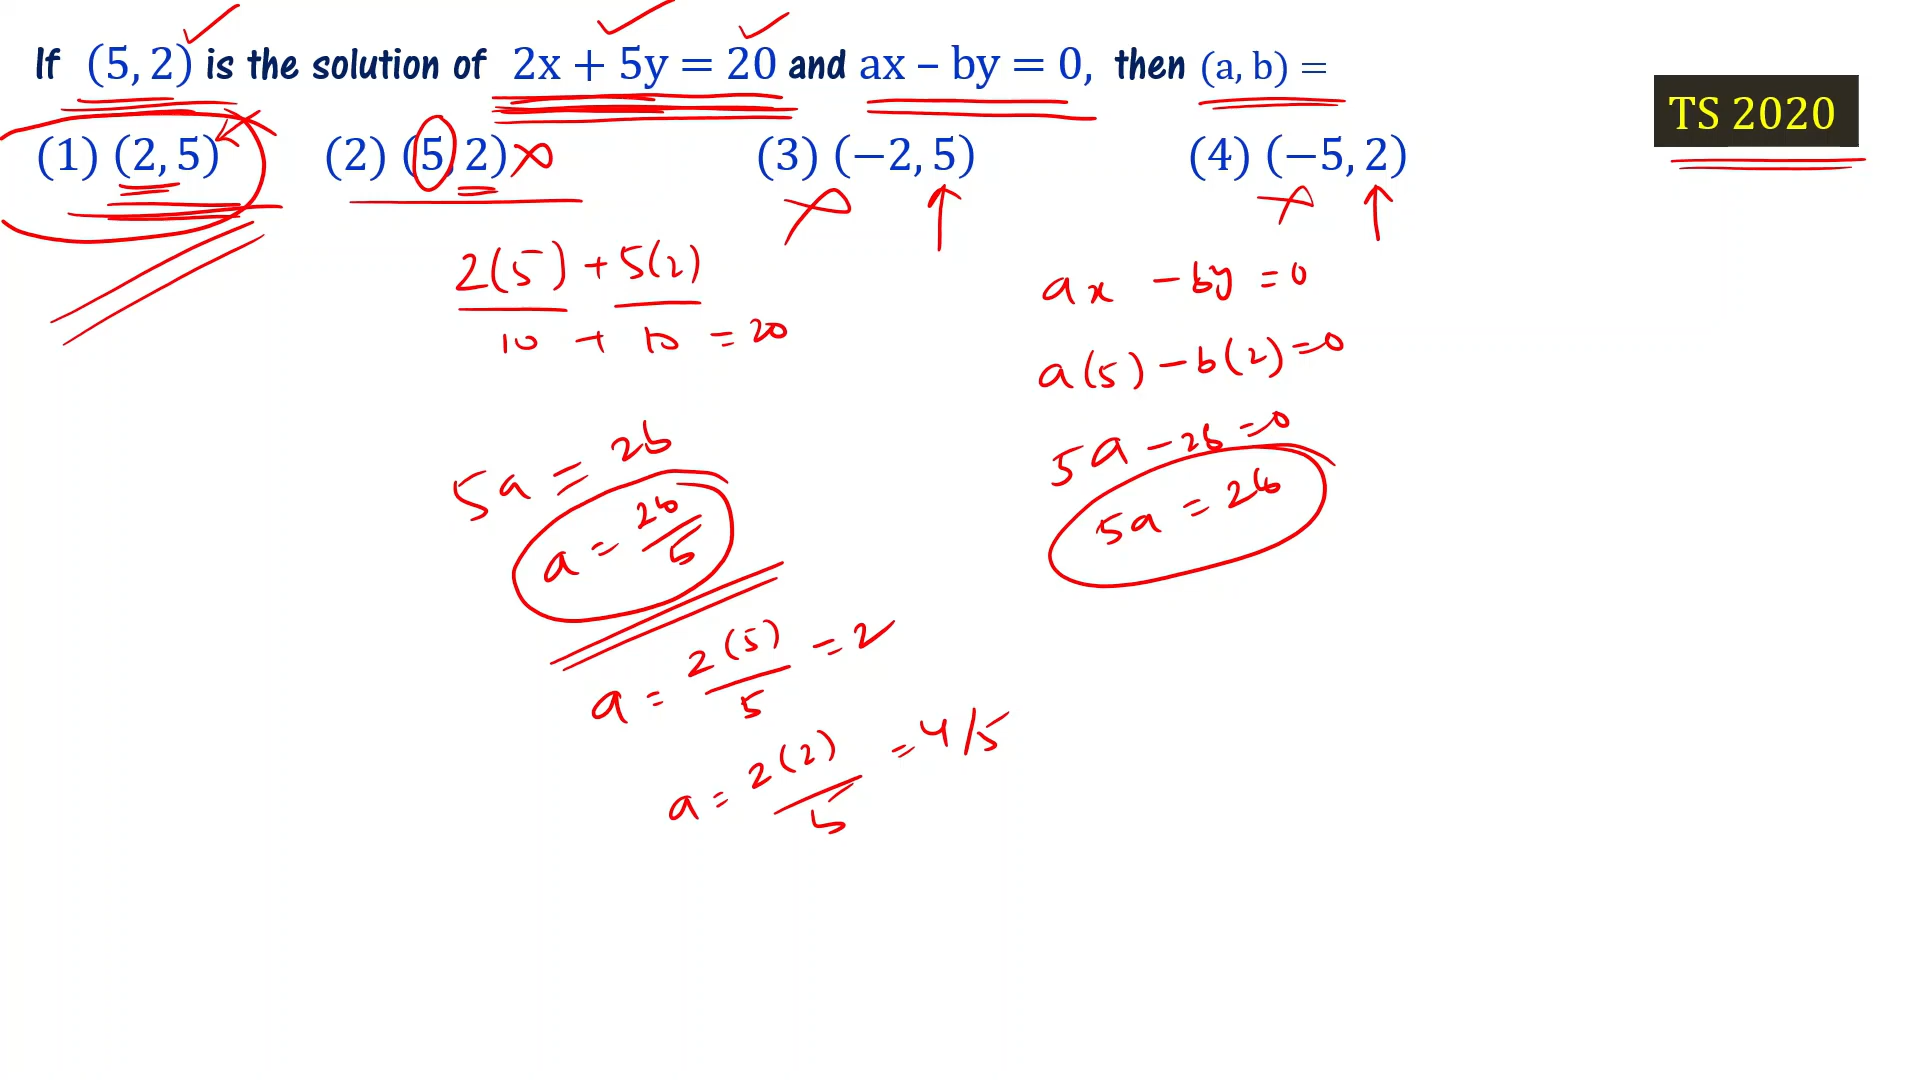 If (5, 2) is the solution of 2x + 5y = 20 and ax – by = 0, then (a, b) =
TS 2020
(1) (2, 5) (2) (5, 2) (3) (−2, 5) (4) (−5, 2)
2(5) + 5(2)
10 + 10 = 20
5a = 2b
a = 2b/5
a = 2(5)/5 = 2
a = 2(2)/5 = 4/5
ax - by = 0
a(5) - b(2) = 0
5a - 2b = 0
5a = 2b